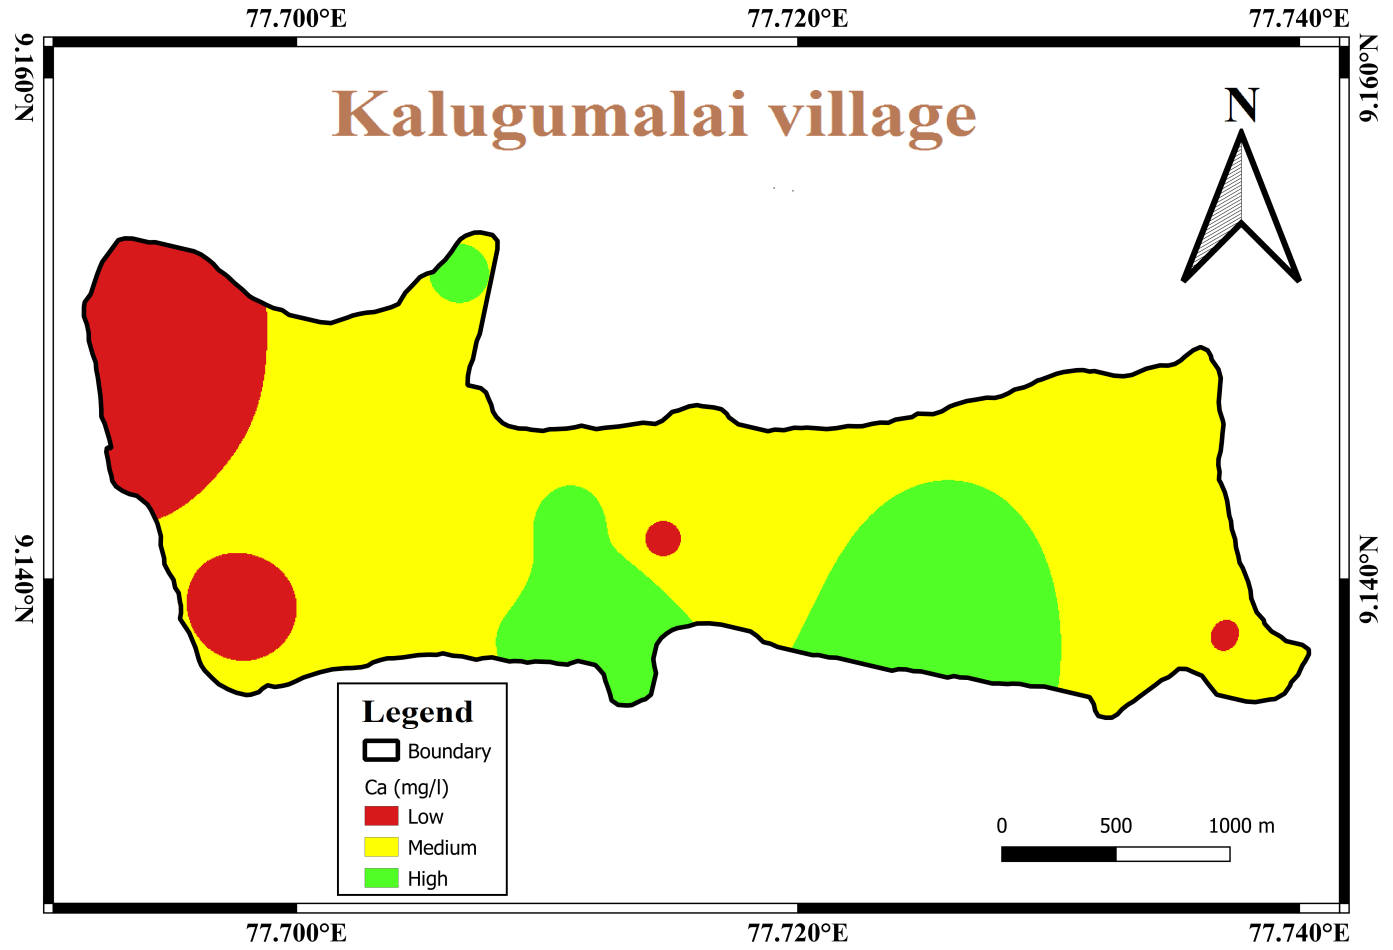 77.700°E 77.720°E 77.740°E
9.160°N 9.160°N
Kalugumalai village
N
9.140°N 9.140°N
Legend
Boundary
Ca (mg/l)
Low
Medium
High
0 500 1000 m
77.700°E 77.720°E 77.740°E